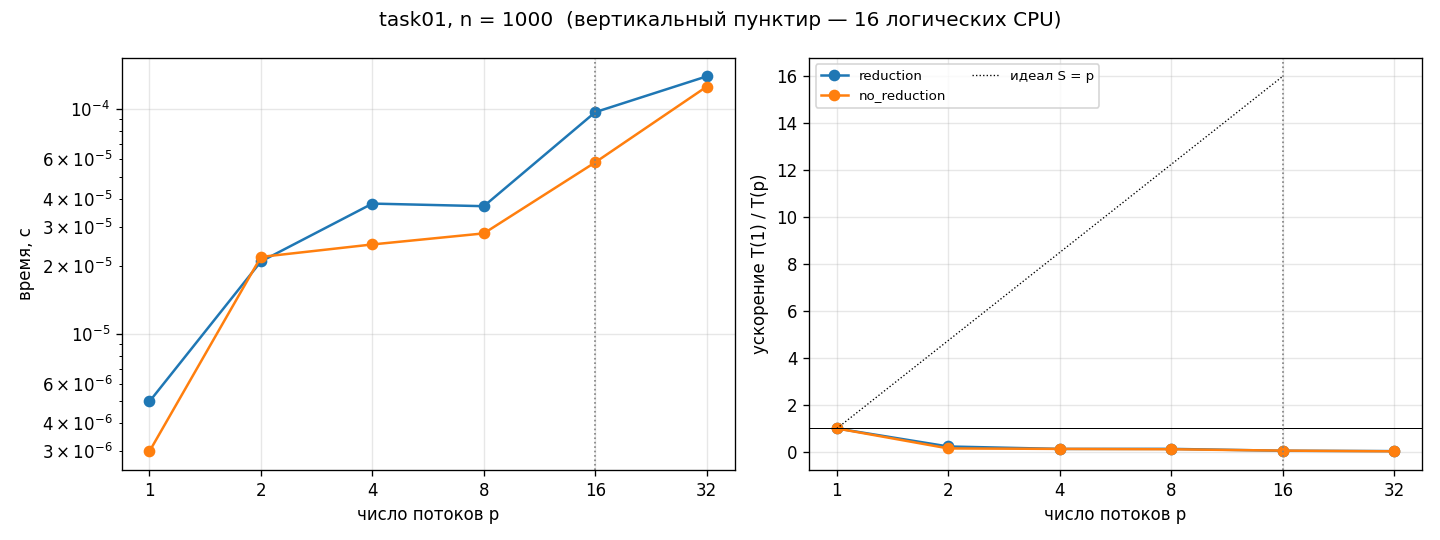 task01, n = 1000  (вертикальный пунктир — 16 логических CPU)
время, с
10⁻⁴
6 × 10⁻⁵
4 × 10⁻⁵
3 × 10⁻⁵
2 × 10⁻⁵
10⁻⁵
6 × 10⁻⁶
4 × 10⁻⁶
3 × 10⁻⁶
1 2 4 8 16 32
число потоков p
ускорение T(1) / T(p)
16
14
12
10
8
6
4
2
0
reduction
no_reduction
идеал S = p
1 2 4 8 16 32
число потоков p